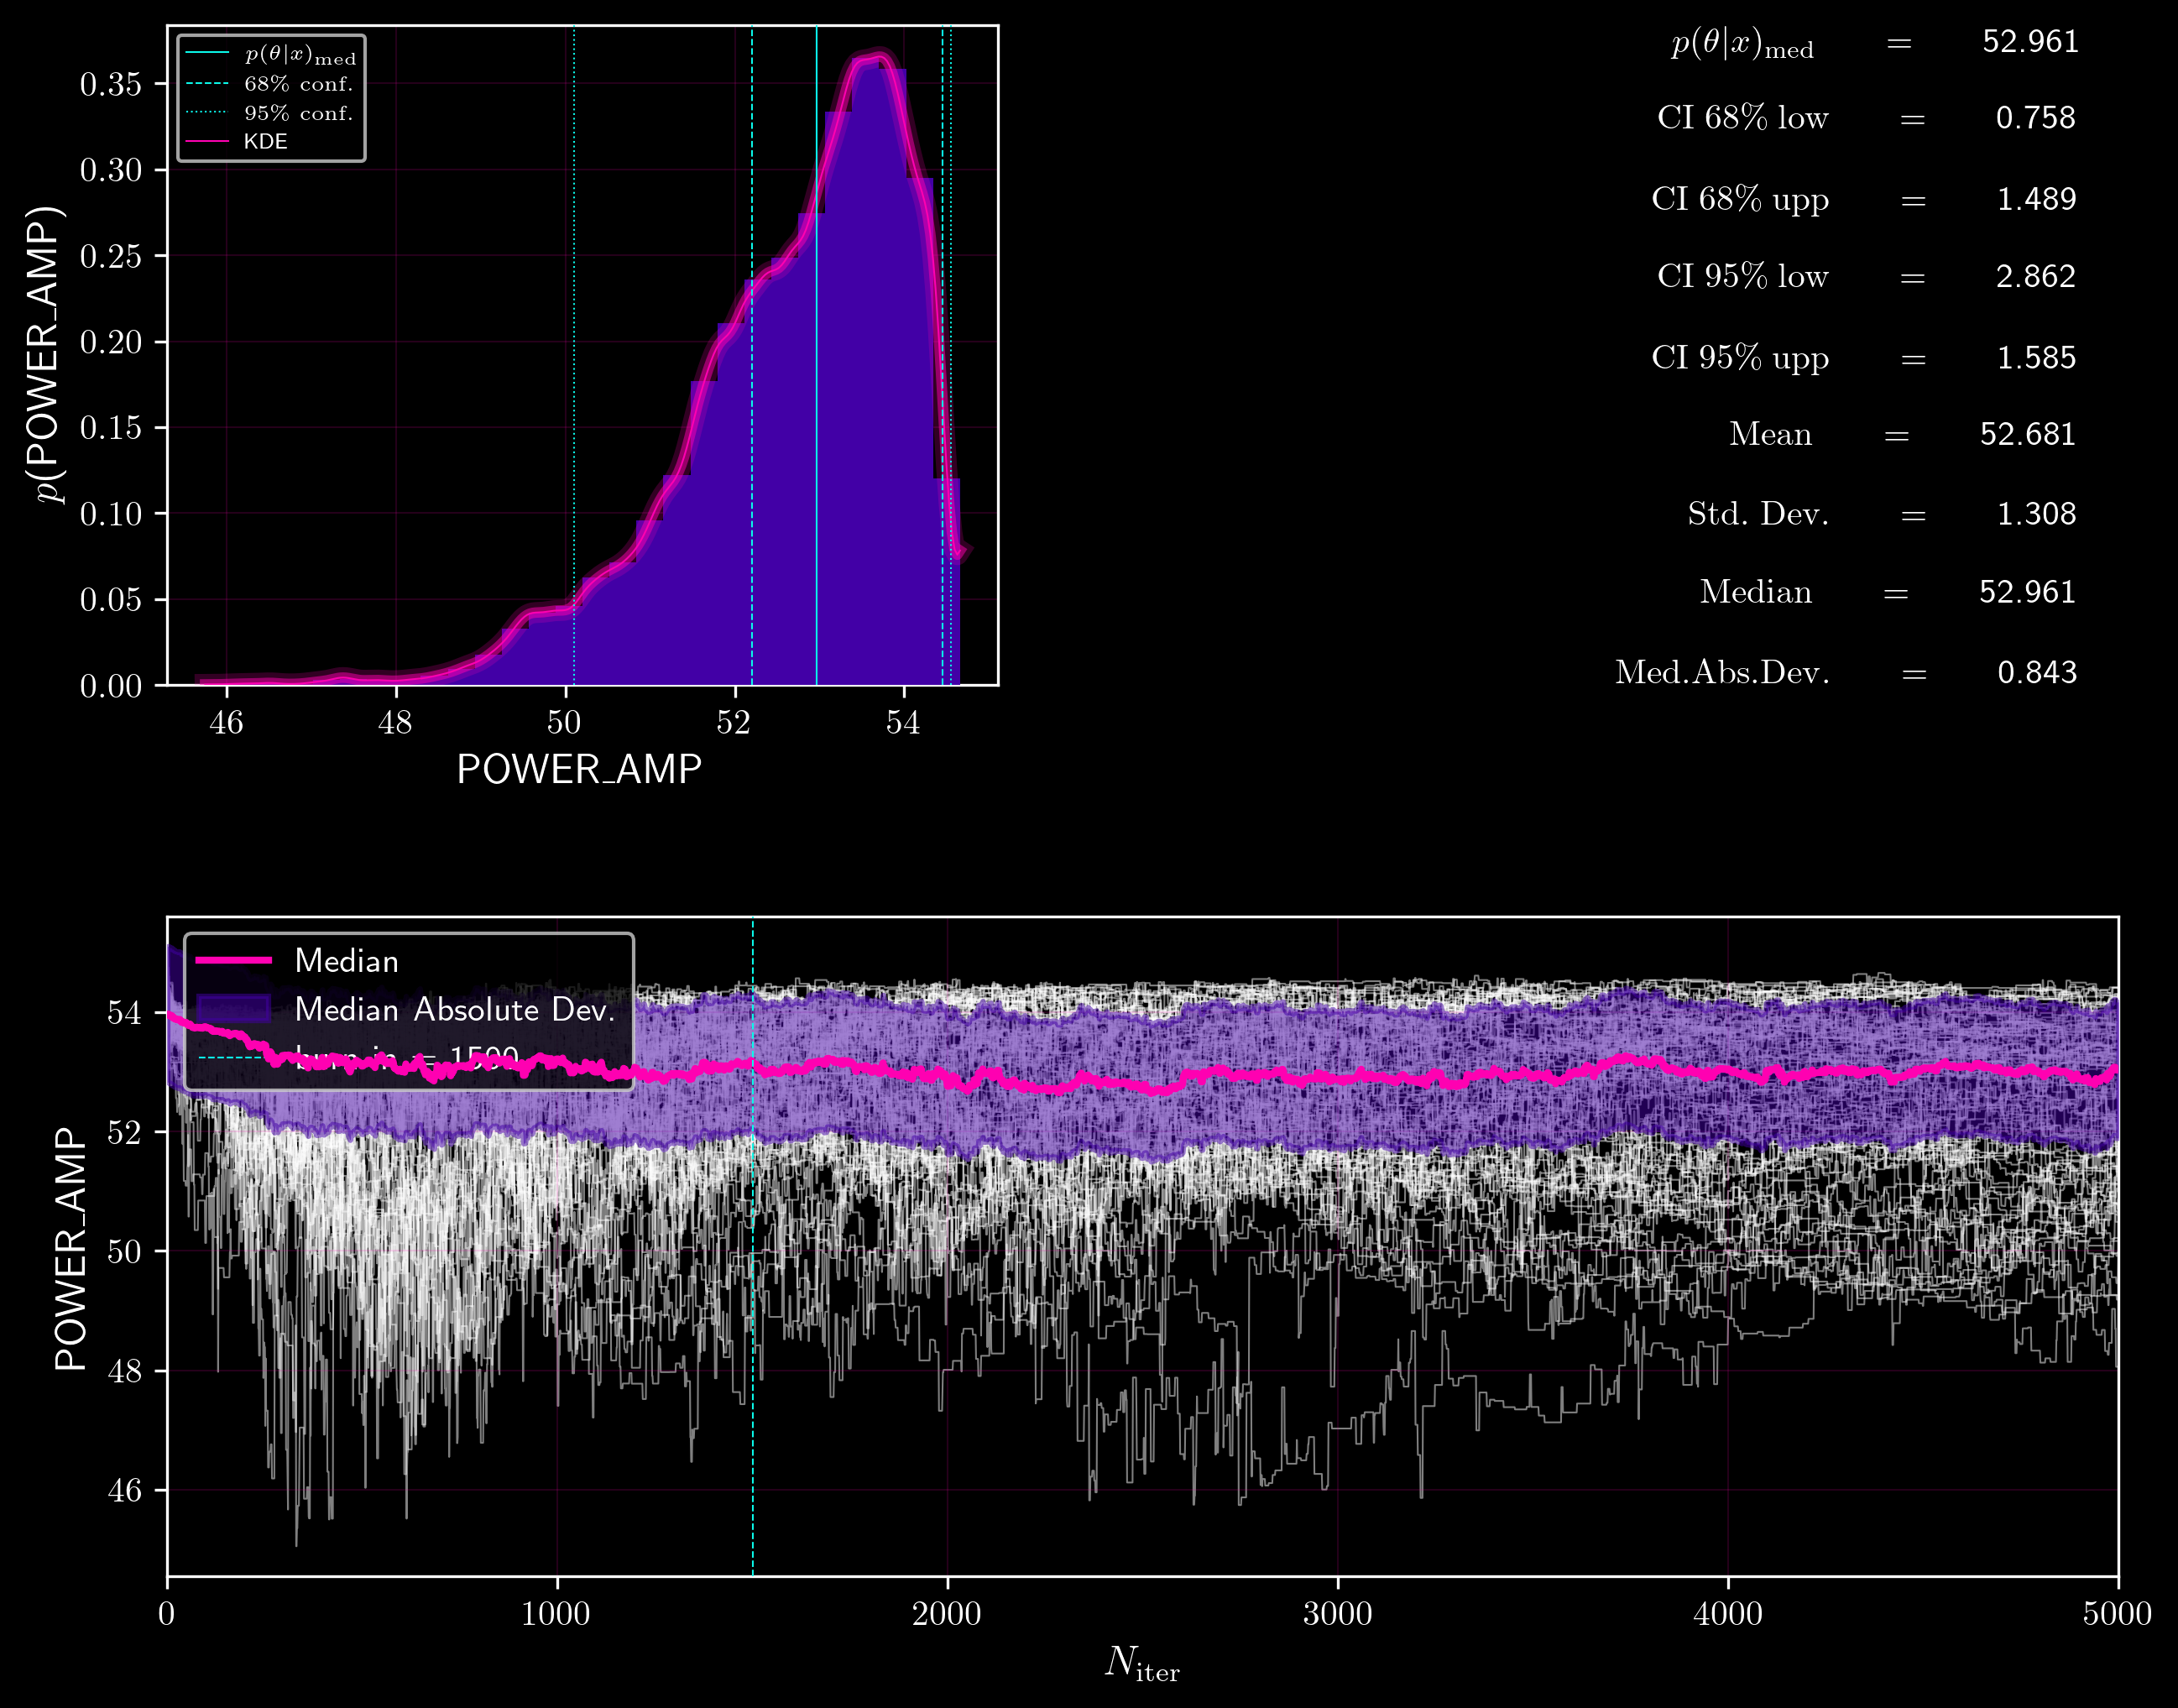 p(θ|x)med
68% conf.
95% conf.
KDE
0.35
0.30
0.25
0.20
0.15
0.10
0.05
0.00
p(POWER_AMP)
46 48 50 52 54
POWER_AMP
p(θ|x)med = 52.961
CI 68% low = 0.758
CI 68% upp = 1.489
CI 95% low = 2.862
CI 95% upp = 1.585
Mean = 52.681
Std. Dev. = 1.308
Median = 52.961
Med.Abs.Dev. = 0.843
Median
Median Absolute Dev.
burn in = 1500
54
52
50
48
46
POWER_AMP
0 1000 2000 3000 4000 5000
Niter